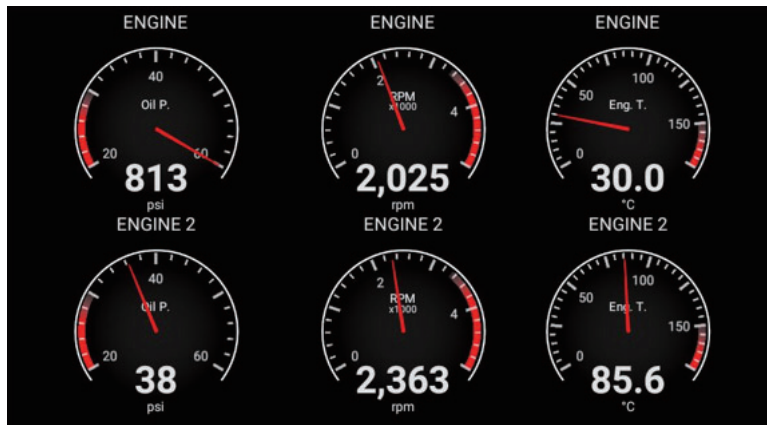 ENGINE
40
Oil P.
20
60
813
psi
ENGINE
2
RPM
x1000
4
0
2,025
rpm
ENGINE
100
50
Eng. T.
150
0
30.0
°C
ENGINE 2
40
Oil P.
20
60
38
psi
ENGINE 2
2
RPM
x1000
4
0
2,363
rpm
ENGINE 2
100
50
Eng. T.
150
0
85.6
°C